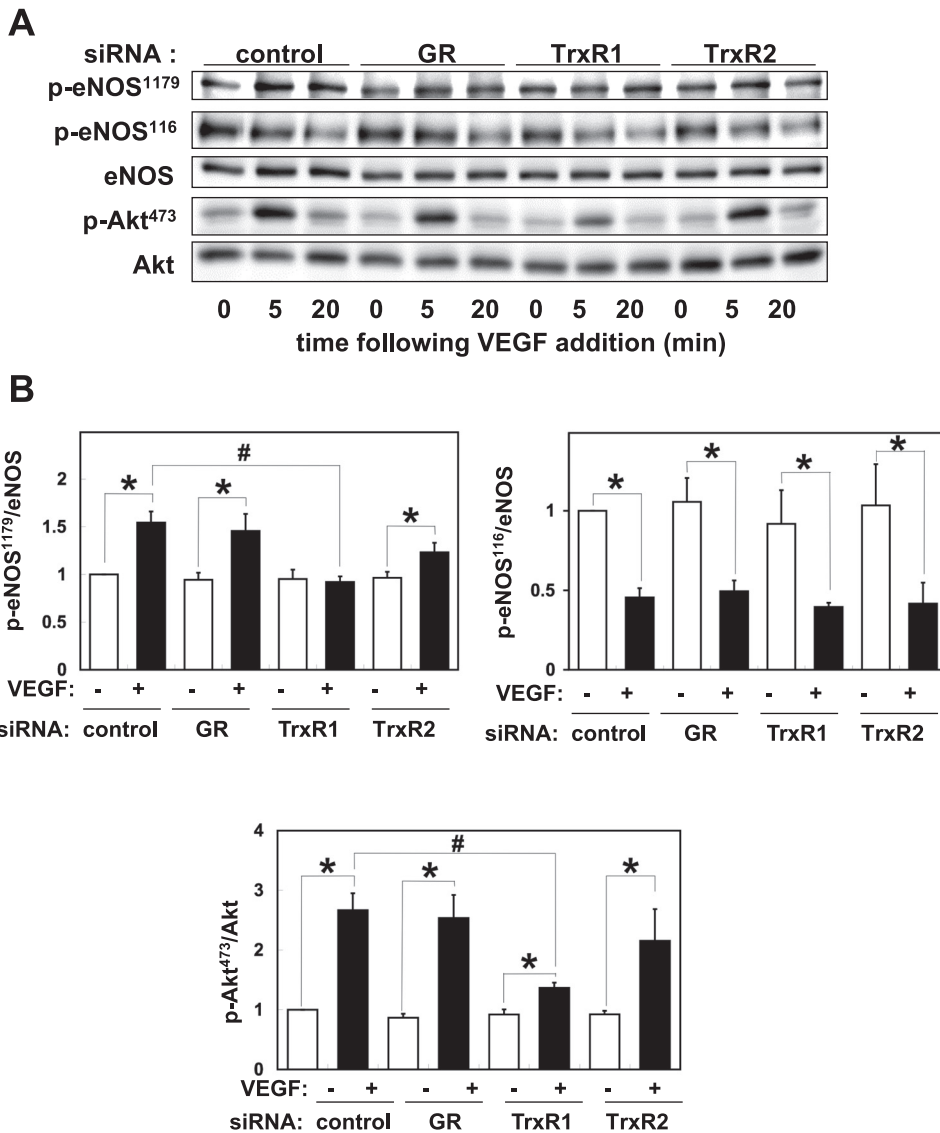 A
siRNA : control GR TrxR1 TrxR2
p-eNOS¹¹⁷⁹
p-eNOS¹¹⁶
eNOS
p-Akt⁴⁷³
Akt
0 5 20 0 5 20 0 5 20 0 5 20
time following VEGF addition (min)
B
p-eNOS¹¹⁷⁹/eNOS
2
1.5
1
0.5
0
* # * *
VEGF: - + - + - + - +
siRNA: control GR TrxR1 TrxR2
p-eNOS¹¹⁶/eNOS
1
0.5
0
* * * *
VEGF: - + - + - + - +
siRNA: control GR TrxR1 TrxR2
p-Akt⁴⁷³/Akt
4
3
2
1
0
* # * * *
VEGF: - + - + - + - +
siRNA: control GR TrxR1 TrxR2